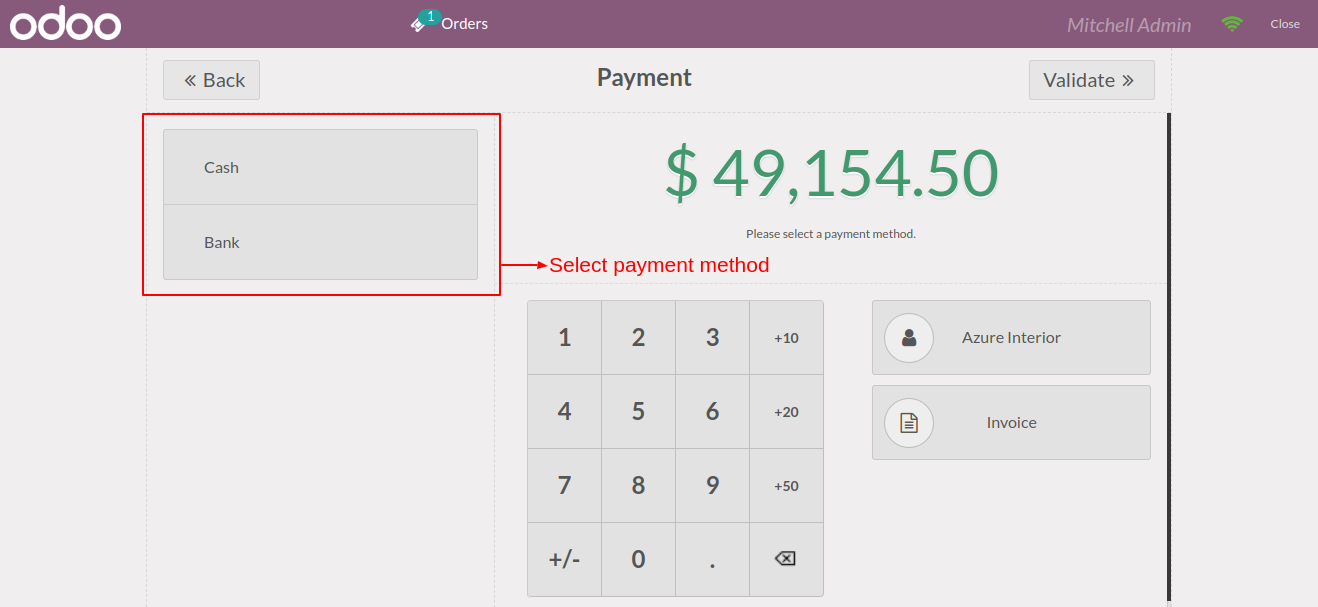 odoo
1
Orders
Mitchell Admin
Close
Back
Payment
Validate
Cash
Bank
$ 49,154.50
Please select a payment method.
Select payment method
1 2 3 +10
4 5 6 +20
7 8 9 +50
+/- 0 .
Azure Interior
Invoice